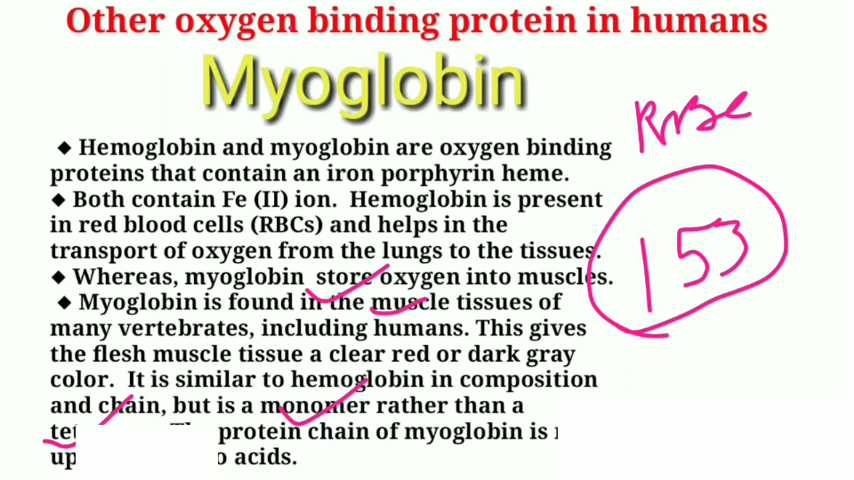 Other oxygen binding protein in humans
Myoglobin
◆ Hemoglobin and myoglobin are oxygen binding
proteins that contain an iron porphyrin heme.
◆ Both contain Fe (II) ion. Hemoglobin is present
in red blood cells (RBCs) and helps in the
transport of oxygen from the lungs to the tissues.
◆ Whereas, myoglobin store oxygen into muscles.
◆ Myoglobin is found in the muscle tissues of
many vertebrates, including humans. This gives
the flesh muscle tissue a clear red or dark gray
color. It is similar to hemoglobin in composition
and chain, but is a monomer rather than a
protein chain of myoglobin is
up acids.
153